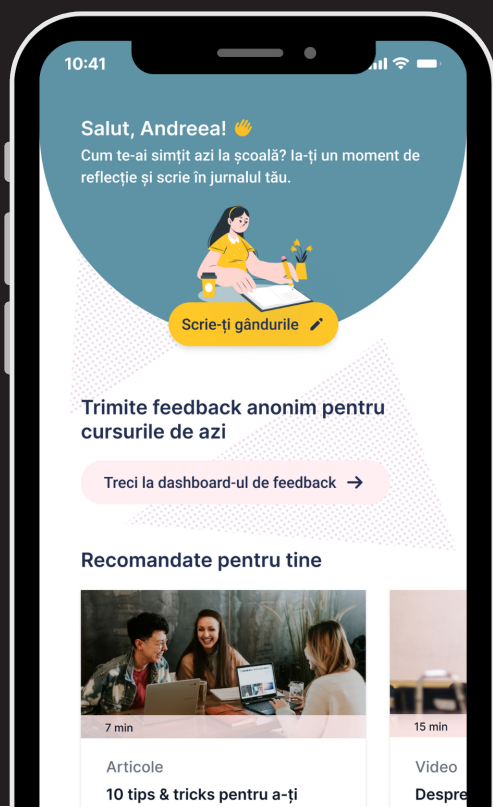 10:41
Salut, Andreea! 👋
Cum te-ai simțit azi la școală? Ia-ți un moment de
reflecție și scrie în jurnalul tău.
Scrie-ți gândurile
Trimite feedback anonim pentru
cursurile de azi
Treci la dashboard-ul de feedback →
Recomandate pentru tine
7 min
15 min
Articole
Video
10 tips & tricks pentru a-ți
Despre